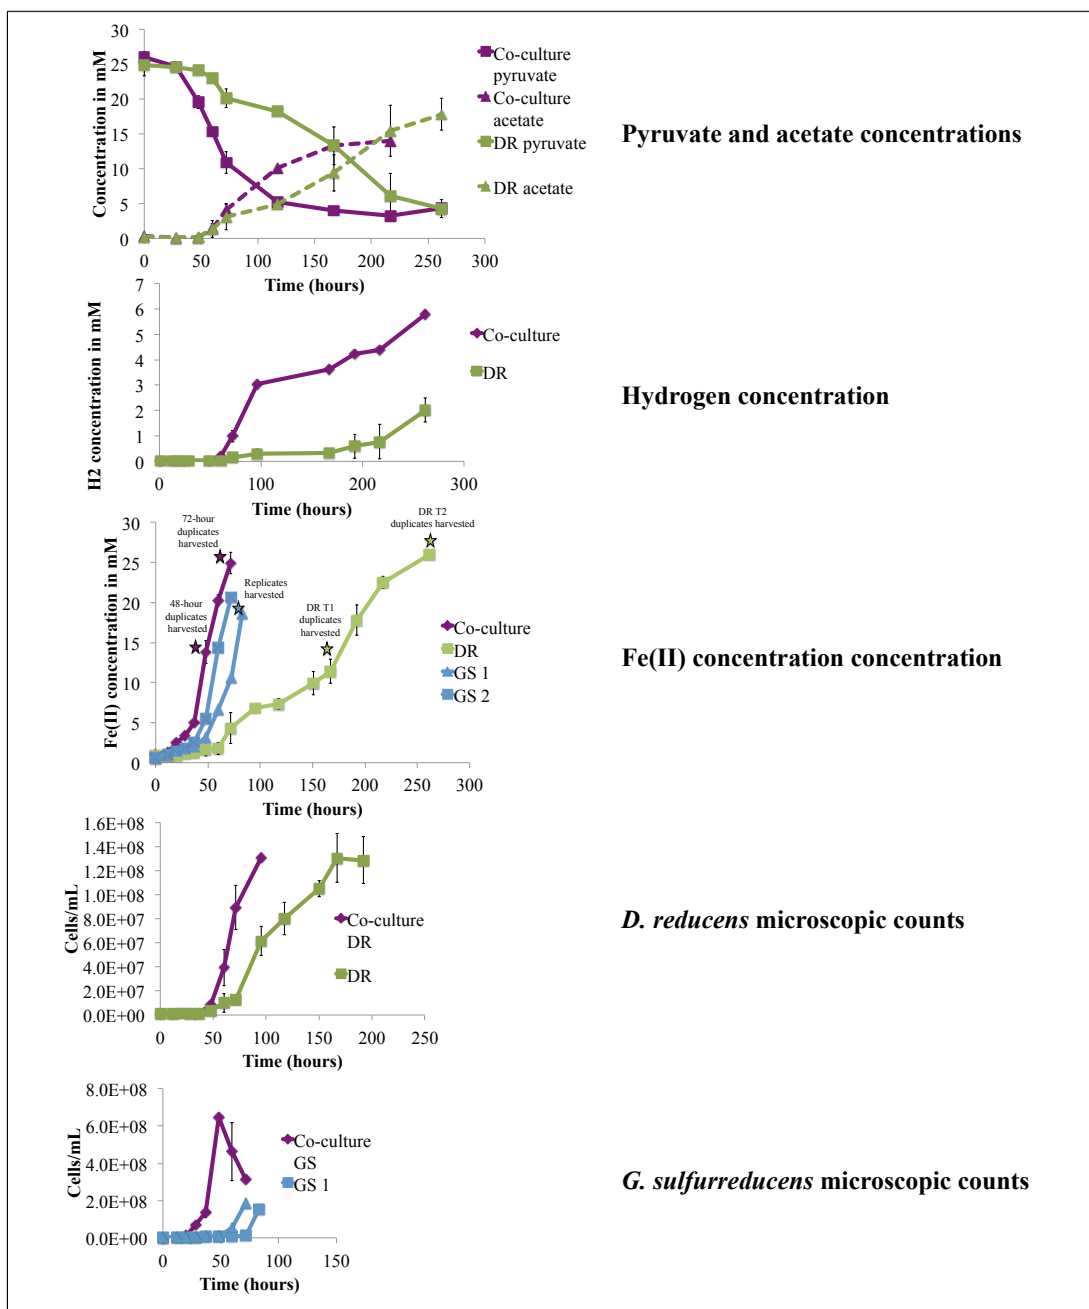 30
25
20
15
10
5
0
Concentration in mM
0 50 100 150 200 250 300
Time (hours)
Co-culture
pyruvate
Co-culture
acetate
DR pyruvate
DR acetate
Pyruvate and acetate concentrations
7
6
5
4
3
2
1
0
H2 concentration in mM
0 100 200 300
Time (hours)
Co-culture
DR
Hydrogen concentration
30
25
20
15
10
5
0
Fe(II) concentration in mM
72-hour
duplicates
harvested
48-hour
duplicates
harvested
Replicates
harvested
DR T1
duplicates
harvested
DR T2
duplicates harvested
0 50 100 150 200 250 300
Time (hours)
Co-culture
DR
GS 1
GS 2
Fe(II) concentration concentration
1.6E+08
1.4E+08
1.2E+08
1.0E+08
8.0E+07
6.0E+07
4.0E+07
2.0E+07
0.0E+00
Cells/mL
0 50 100 150 200 250
Time (hours)
Co-culture
DR
DR
D. reducens microscopic counts
8.0E+08
6.0E+08
4.0E+08
2.0E+08
0.0E+00
Cells/mL
0 50 100 150
Time (hours)
Co-culture
GS
GS 1
G. sulfurreducens microscopic counts